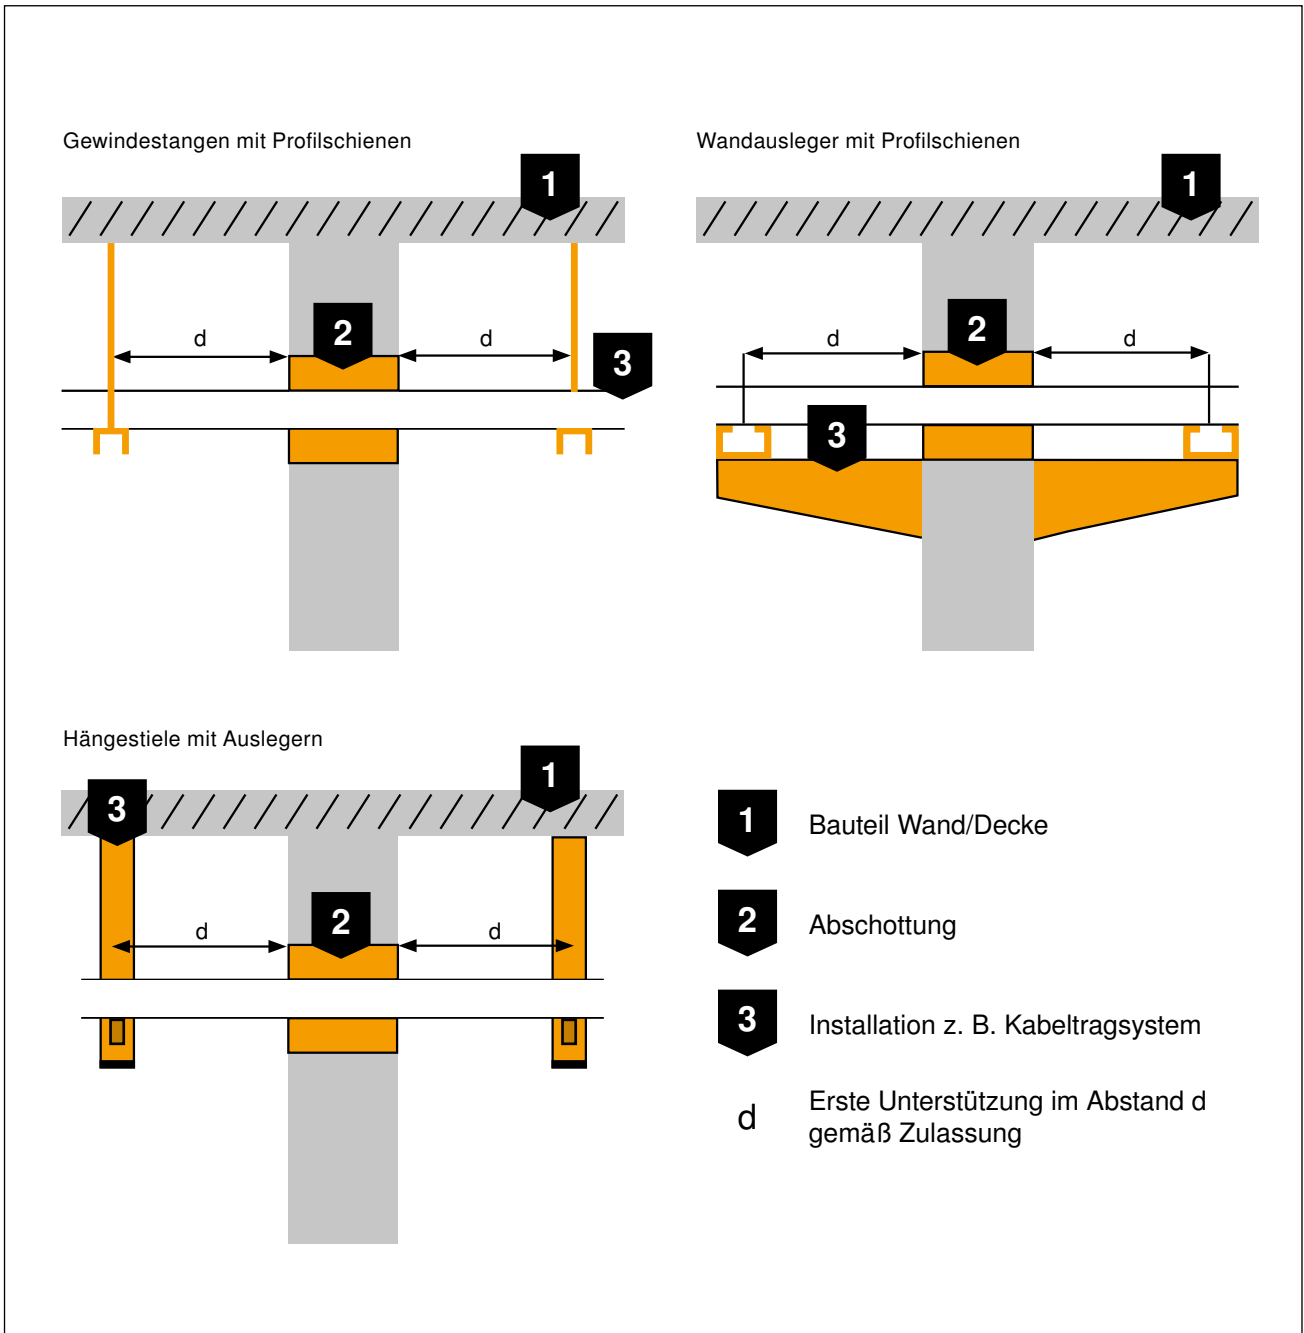 Gewindestangen mit Profilschienen
1
d
2
d
3
Wandausleger mit Profilschienen
1
d
2
d
3
Hängestiele mit Auslegern
1
3
d
2
d
1 Bauteil Wand/Decke
2 Abschottung
3 Installation z. B. Kabeltragsystem
d Erste Unterstützung im Abstand d
gemäß Zulassung